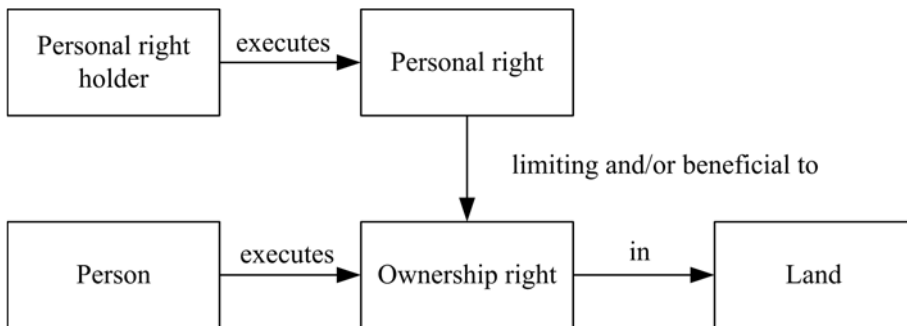 Personal right
holder
executes
Personal right
limiting and/or beneficial to
Person
executes
Ownership right
in
Land